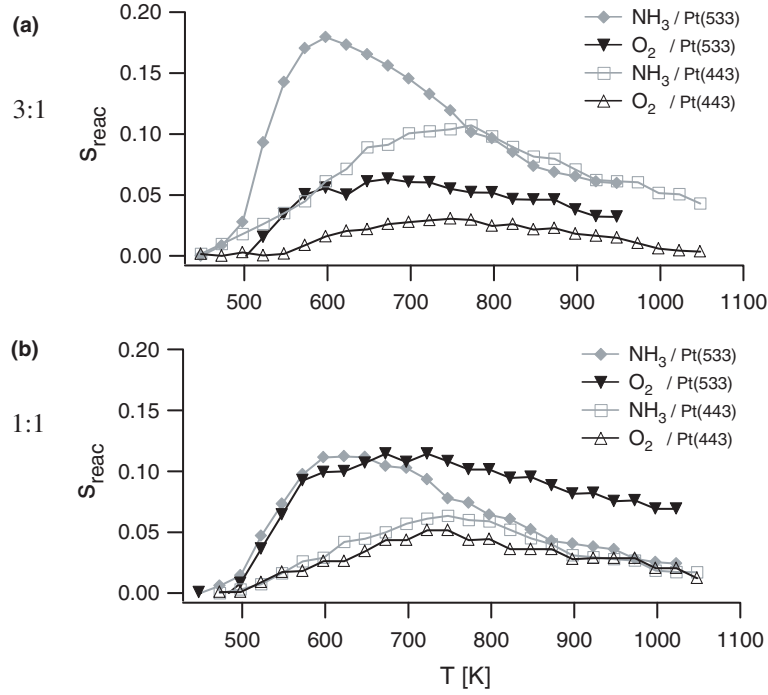 (a)
3:1
s_reac
0.20
0.15
0.10
0.05
0.00
500 600 700 800 900 1000 1100
NH₃ / Pt(533)
O₂ / Pt(533)
NH₃ / Pt(443)
O₂ / Pt(443)
(b)
1:1
s_reac
0.20
0.15
0.10
0.05
0.00
500 600 700 800 900 1000 1100
T [K]
NH₃ / Pt(533)
O₂ / Pt(533)
NH₃ / Pt(443)
O₂ / Pt(443)